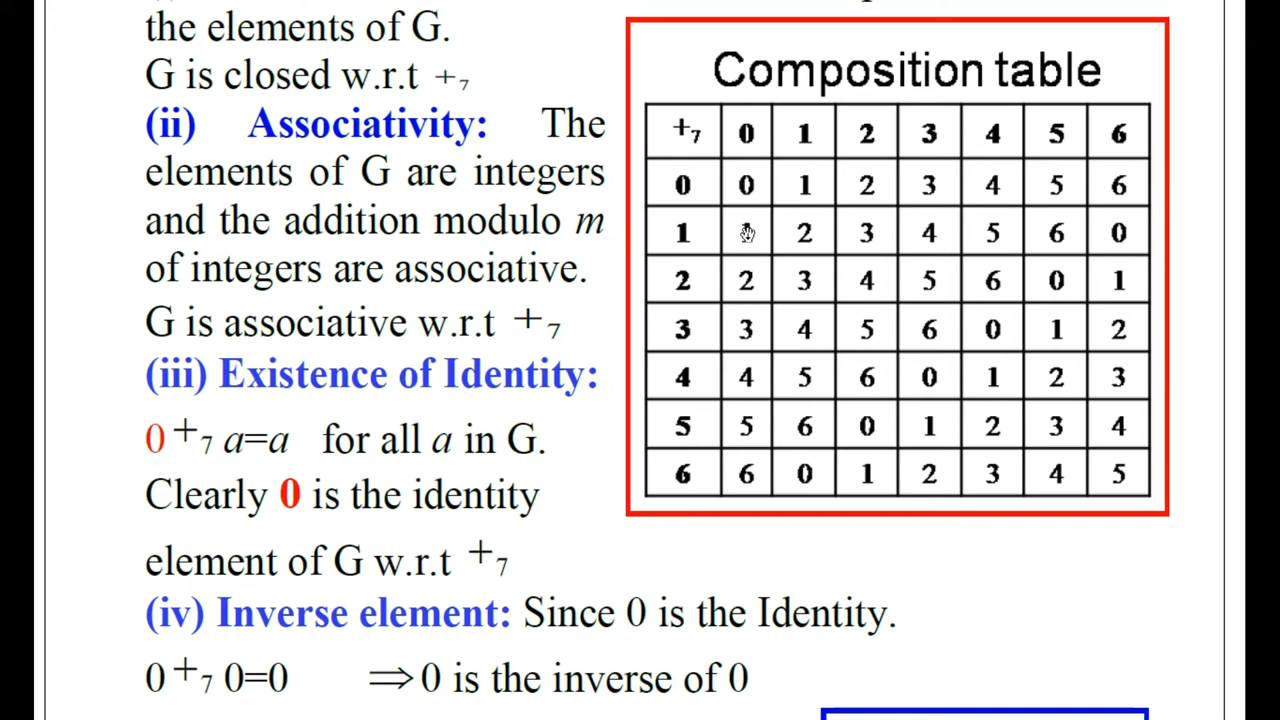 the elements of G.
G is closed w.r.t +₇
(ii) Associativity: The
elements of G are integers
and the addition modulo m
of integers are associative.
G is associative w.r.t +₇
(iii) Existence of Identity:
0 +₇ a=a for all a in G.
Clearly 0 is the identity
element of G w.r.t +₇
(iv) Inverse element: Since 0 is the Identity.
0 +₇ 0=0 ⇒ 0 is the inverse of 0
Composition table
+₇ 0 1 2 3 4 5 6
0 0 1 2 3 4 5 6
1 2 3 4 5 6 0
2 2 3 4 5 6 0 1
3 3 4 5 6 0 1 2
4 4 5 6 0 1 2 3
5 5 6 0 1 2 3 4
6 6 0 1 2 3 4 5